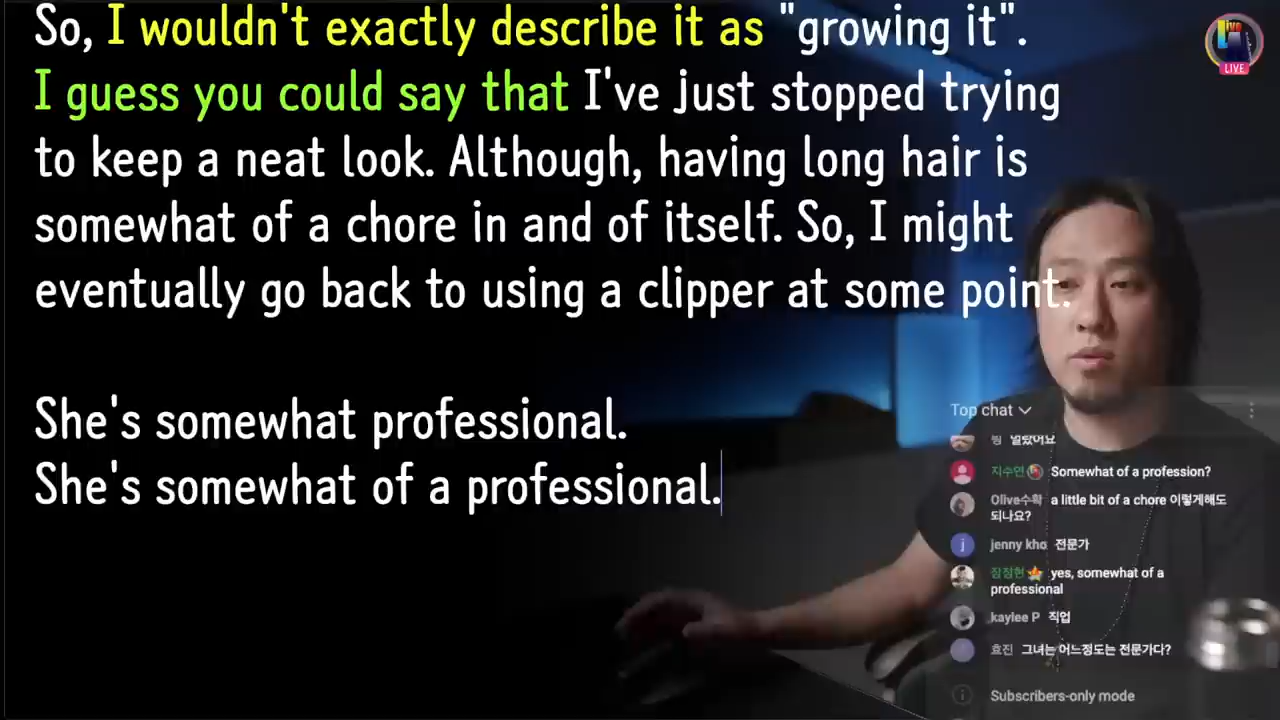 So, I wouldn't exactly describe it as "growing it".
I guess you could say that I've just stopped trying
to keep a neat look. Although, having long hair is
somewhat of a chore in and of itself. So, I might
eventually go back to using a clipper at some point.
She's somewhat professional.
She's somewhat of a professional.
Live
LIVE
Top chat
지수연 Somewhat of a profession?
Olive수학 a little bit of a chore 이렇게해도
되나요?
jenny kho 전문가
장정현 yes, somewhat of a
professional
kaylee P 직업
효진 그녀는 어느정도는 전문가다?
Subscribers-only mode